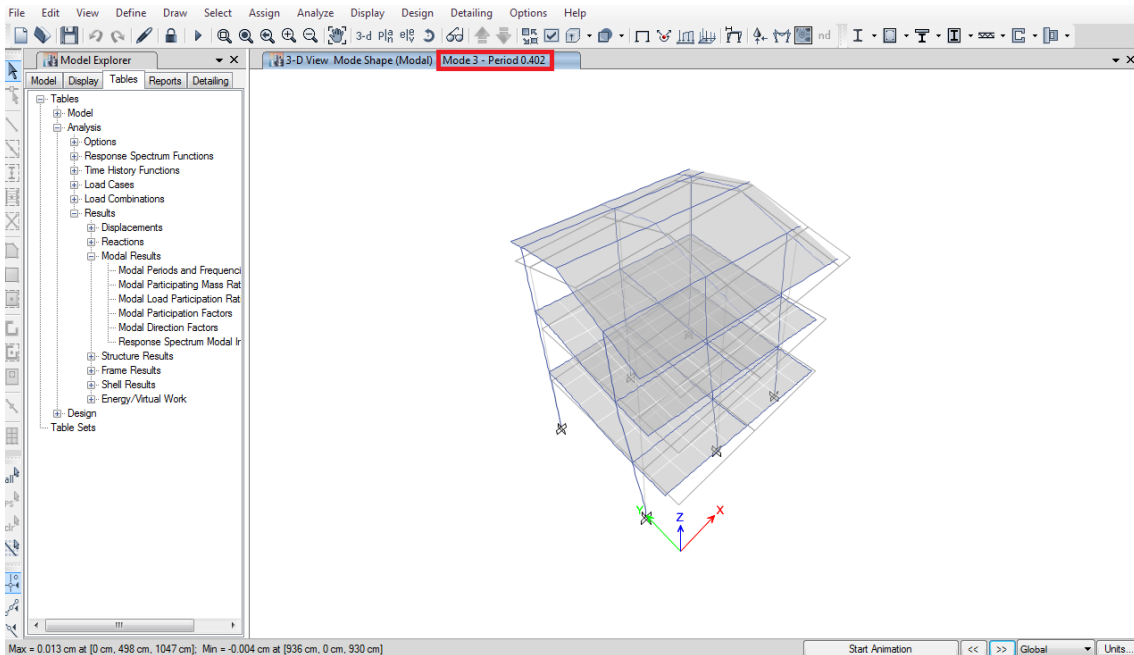 File Edit View Define Draw Select Assign Analyze Display Design Detailing Options Help
3-d nd
Model Explorer
3-D View Mode Shape (Modal) Mode 3 - Period 0.402
Model Display Tables Reports Detailing
Tables
Model
Analysis
Options
Response Spectrum Functions
Time History Functions
Load Cases
Load Combinations
Results
Displacements
Reactions
Modal Results
Modal Periods and Frequenci
Modal Participating Mass Rat
Modal Load Participation Rat
Modal Participation Factors
Modal Direction Factors
Response Spectrum Modal Ir
Structure Results
Frame Results
Shell Results
Energy/Virtual Work
Design
Table Sets
all
clr
Y Z X
Max = 0.013 cm at [0 cm, 498 cm, 1047 cm]; Min = -0.004 cm at [936 cm, 0 cm, 930 cm]
Start Animation << >> Global Units...